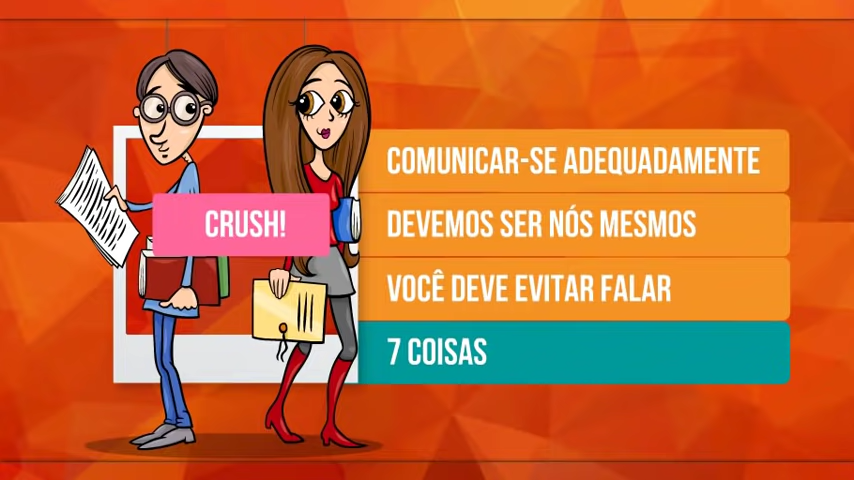 CRUSH!
COMUNICAR-SE ADEQUADAMENTE
DEVEMOS SER NÓS MESMOS
VOCÊ DEVE EVITAR FALAR
7 COISAS